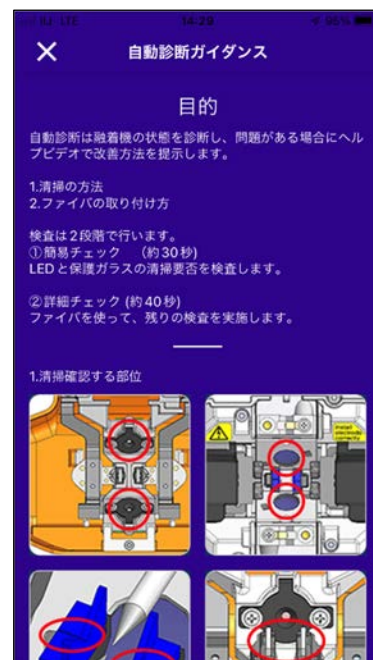 IIJ LTE 14:29 95%
自動診断ガイダンス
目的
自動診断は融着機の状態を診断し、問題がある場合にヘル
プビデオで改善方法を提示します。
1.清掃の方法
2.ファイバの取り付け方
検査は2段階で行います。
①簡易チェック （約30秒)
LEDと保護ガラスの清掃要否を検査します。
②詳細チェック (約40秒)
ファイバを使って、残りの検査を実施します。
1.清掃確認する部位
Install
electrode
correctly